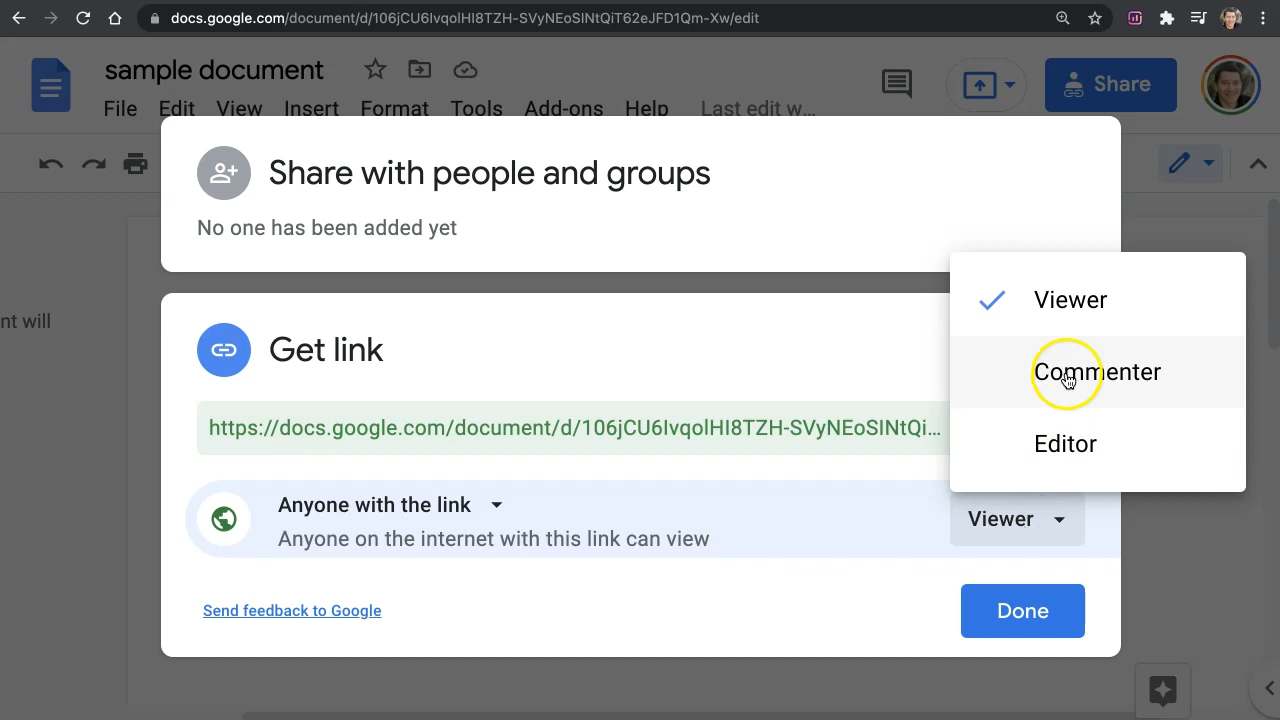 docs.google.com/document/d/106jCU6IvqolHI8TZH-SVyNEoSINtQiT62eJFD1Qm-Xw/edit
sample document
File Edit View Insert Format Tools Add-ons Help Last edit w...
Share
Share with people and groups
No one has been added yet
nt will
Get link
https://docs.google.com/document/d/106jCU6IvqolHI8TZH-SVyNEoSINtQi...
Viewer
Commenter
Editor
Anyone with the link
Anyone on the internet with this link can view
Viewer
Send feedback to Google
Done